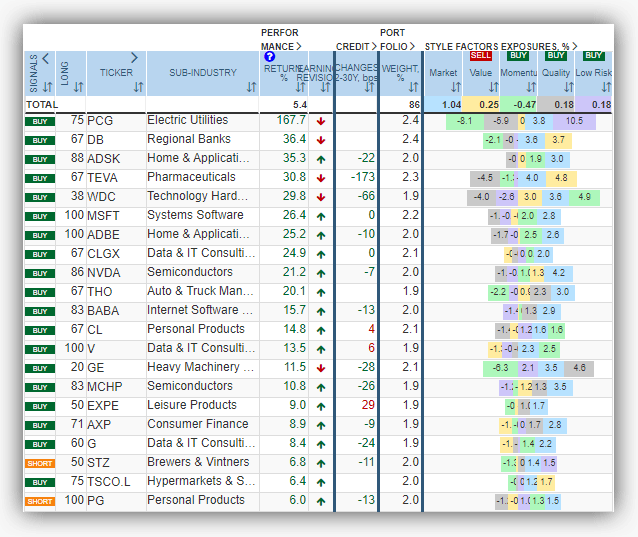 PERFOR MANCE CREDIT PORT FOLIO STYLE FACTORS EXPOSURES, %
SIGNALS LONG TICKER SUB-INDUSTRY RETURN % EARNIN REVISION CHANGES 2-30Y, bps WEIGHT, % Market SELL Value BUY Momentu BUY Quality BUY Low Risk
TOTAL 5.4 86 1.04 0.25 -0.47 0.18 0.18
BUY 75 PCG Electric Utilities 167.7 2.4 -8.1 -6.9 0 3.8 10.5
BUY 67 DB Regional Banks 36.4 2.4 -2.1 -0 3.6 3.7
BUY 88 ADSK Home & Applicati... 35.3 -22 2.0 -0 0 1.9 3.0
BUY 67 TEVA Pharmaceuticals 30.8 -173 2.3 -4.5 -1. 4.0 4.8
BUY 38 WDC Technology Hard... 29.8 -66 1.9 -4.0 -2.6 3.0 3.6 4.9
BUY 100 MSFT Systems Software 26.4 0 2.2 -1. -0 2.0 2.8
BUY 100 ADBE Home & Applicati... 25.2 -10 2.0 -1.7 -0 2.5 2.6
BUY 67 CLGX Data & IT Consulti... 24.9 0 2.1 0 2.0
BUY 86 NVDA Semiconductors 21.2 -7 2.0 -1. -0 1.3 4.2
BUY 67 THO Auto & Truck Man... 20.1 1.9 -2.2 -0 0.9 2.3 3.0
BUY 83 BABA Internet Software ... 15.7 -13 2.0 -1.4 1.3 2.9
BUY 67 CL Personal Products 14.8 4 2.1 -1.4 1.2 1.6 1.6
BUY 100 V Data & IT Consulti... 13.5 6 1.9 -1. -0 2.3 2.5
BUY 20 GE Heavy Machinery ... 11.5 -28 2.1 -6.3 2.1 3.5 4.6
BUY 83 MCHP Semiconductors 10.8 -26 1.9 -1. 1.2 1.3 3.5
BUY 50 EXPE Leisure Products 9.0 29 1.9 -0 1.0 1.7
BUY 71 AXP Consumer Finance 8.9 -9 1.9 -1. -0 1.7 2.8
BUY 60 G Data & IT Consulti... 8.4 -24 1.9 -1. -0 0 1.7 2.2
SHORT 50 STZ Brewers & Vintners 6.8 -11 2.0 -1. 0 1.4 1.5
BUY 75 TSCO.L Hypermarkets & S... 6.4 2.0 -0 1.2 1.7
SHORT 100 PG Personal Products 6.0 -13 2.0 -1. 1.0 1.3 1.5